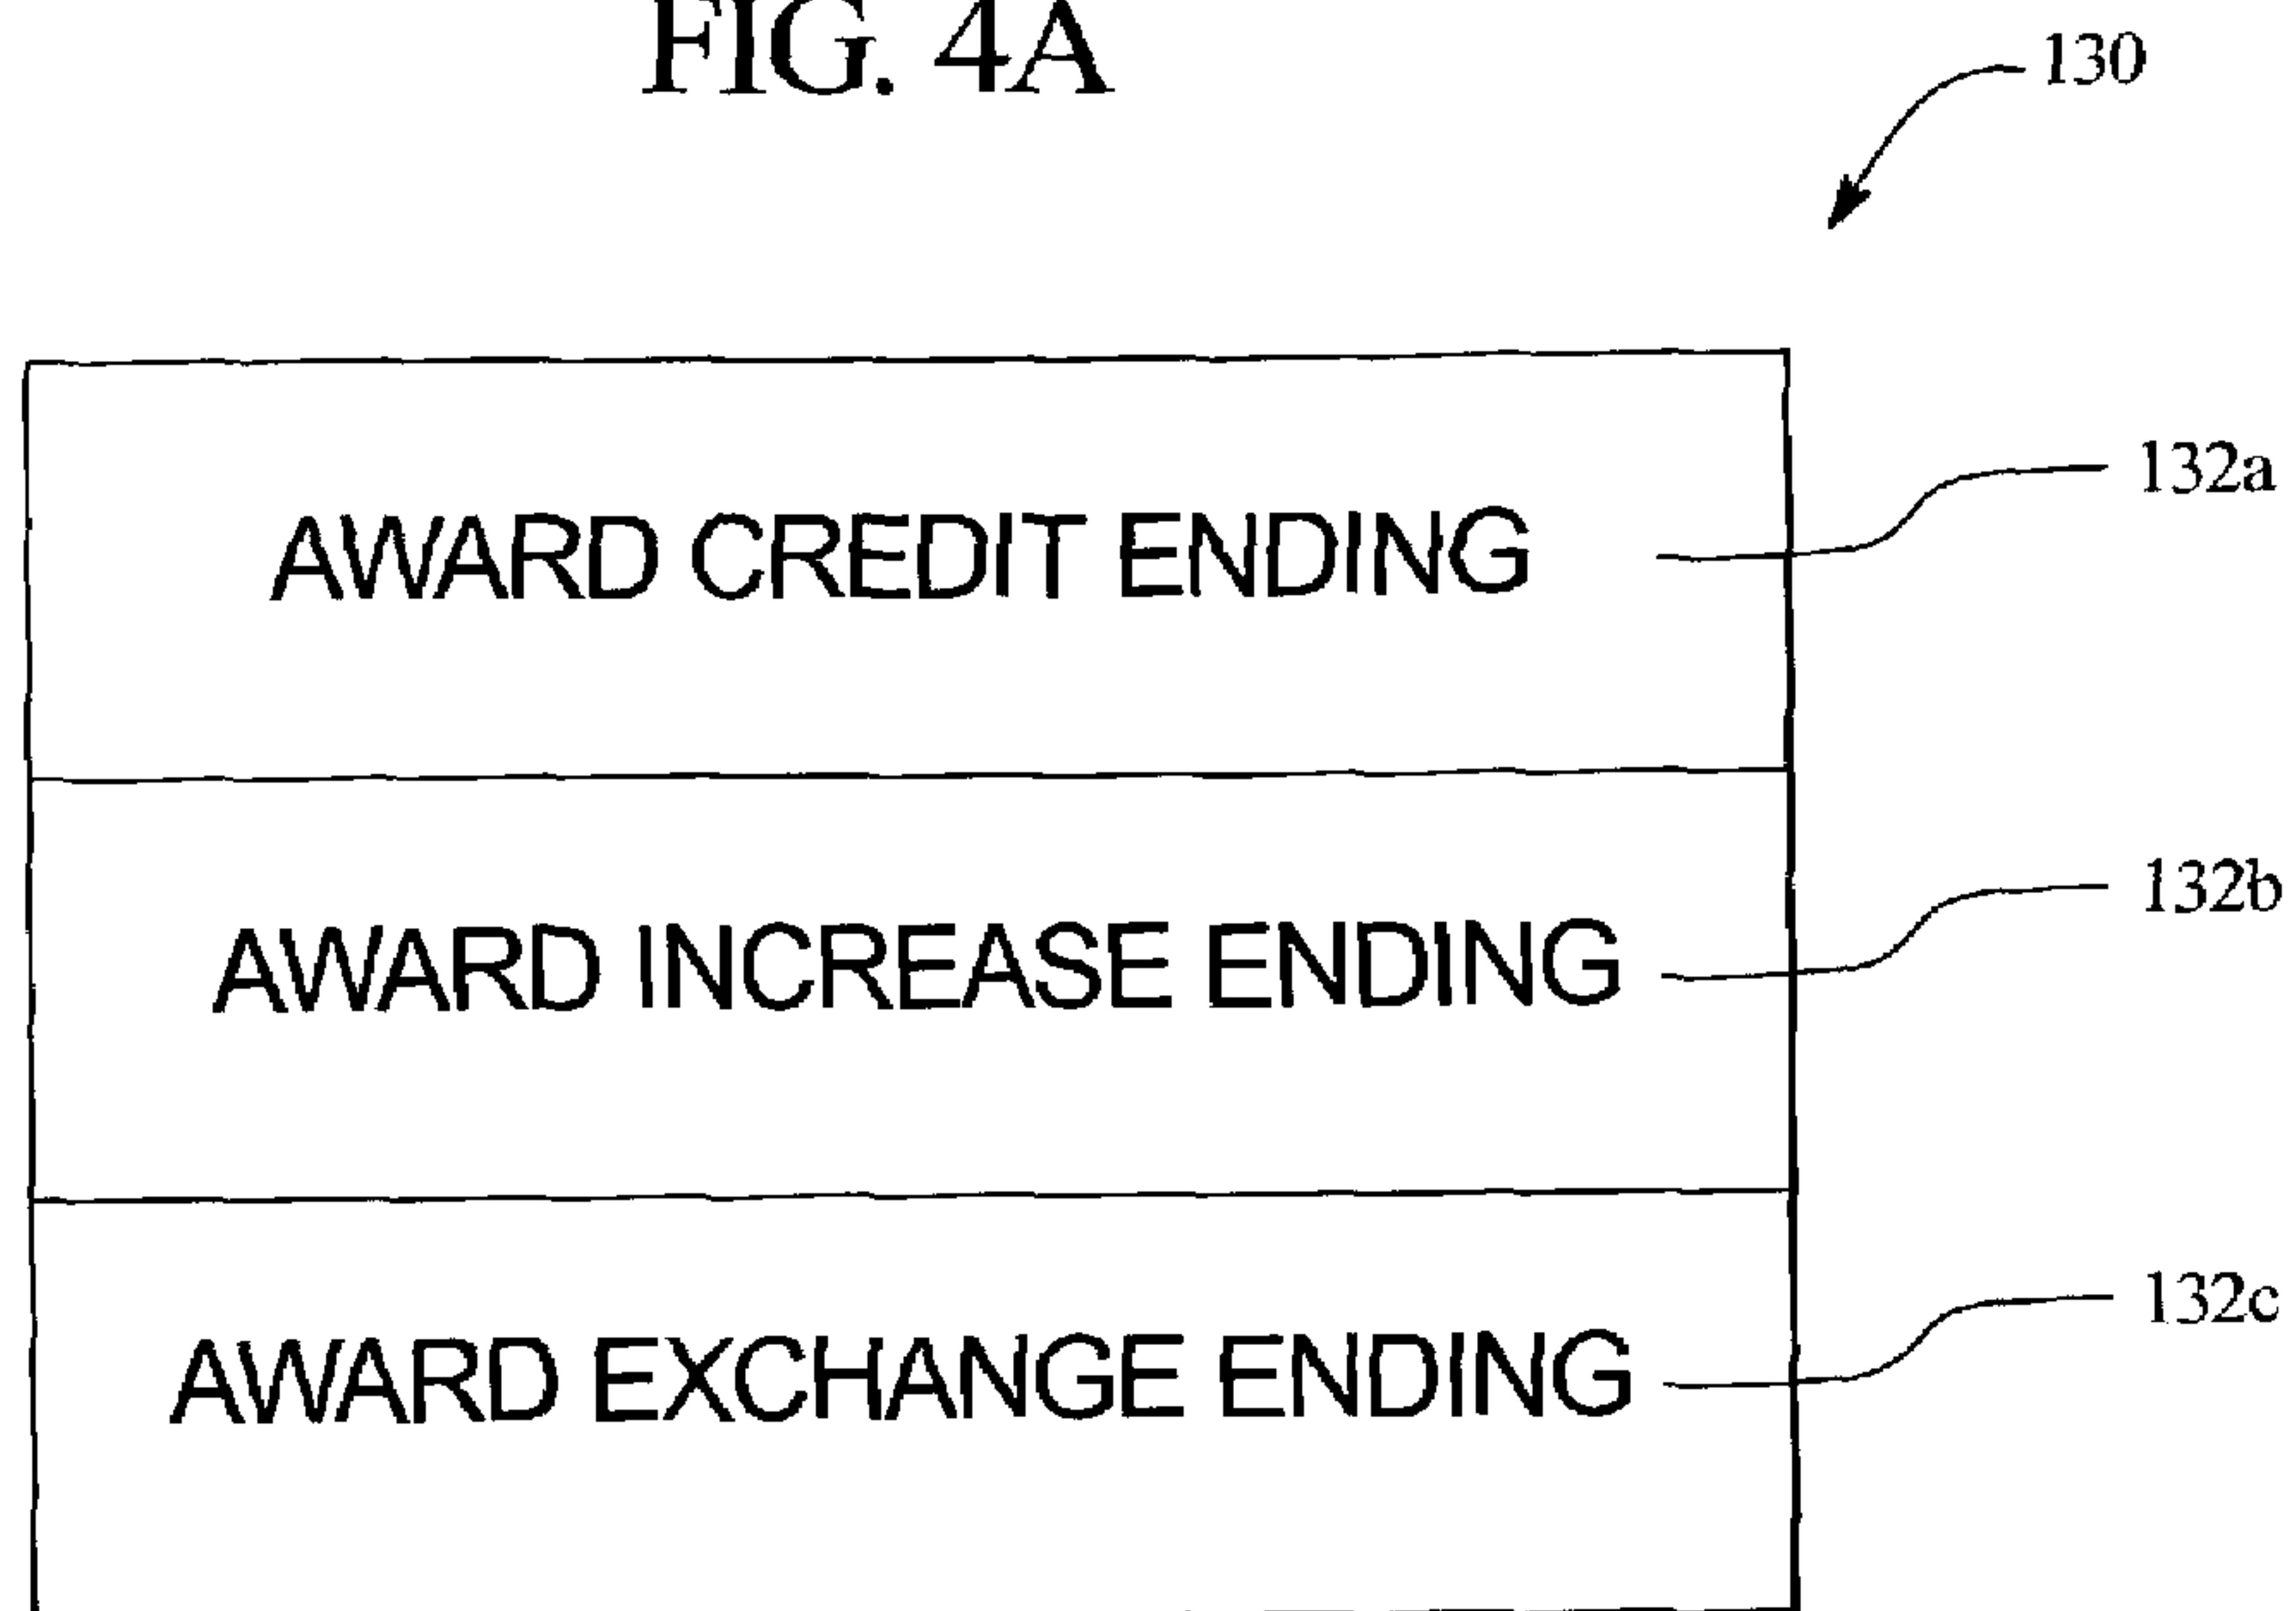 FIG. 4A
130
132a
AWARD CREDIT ENDING
132b
AWARD INCREASE ENDING
132c
AWARD EXCHANGE ENDING